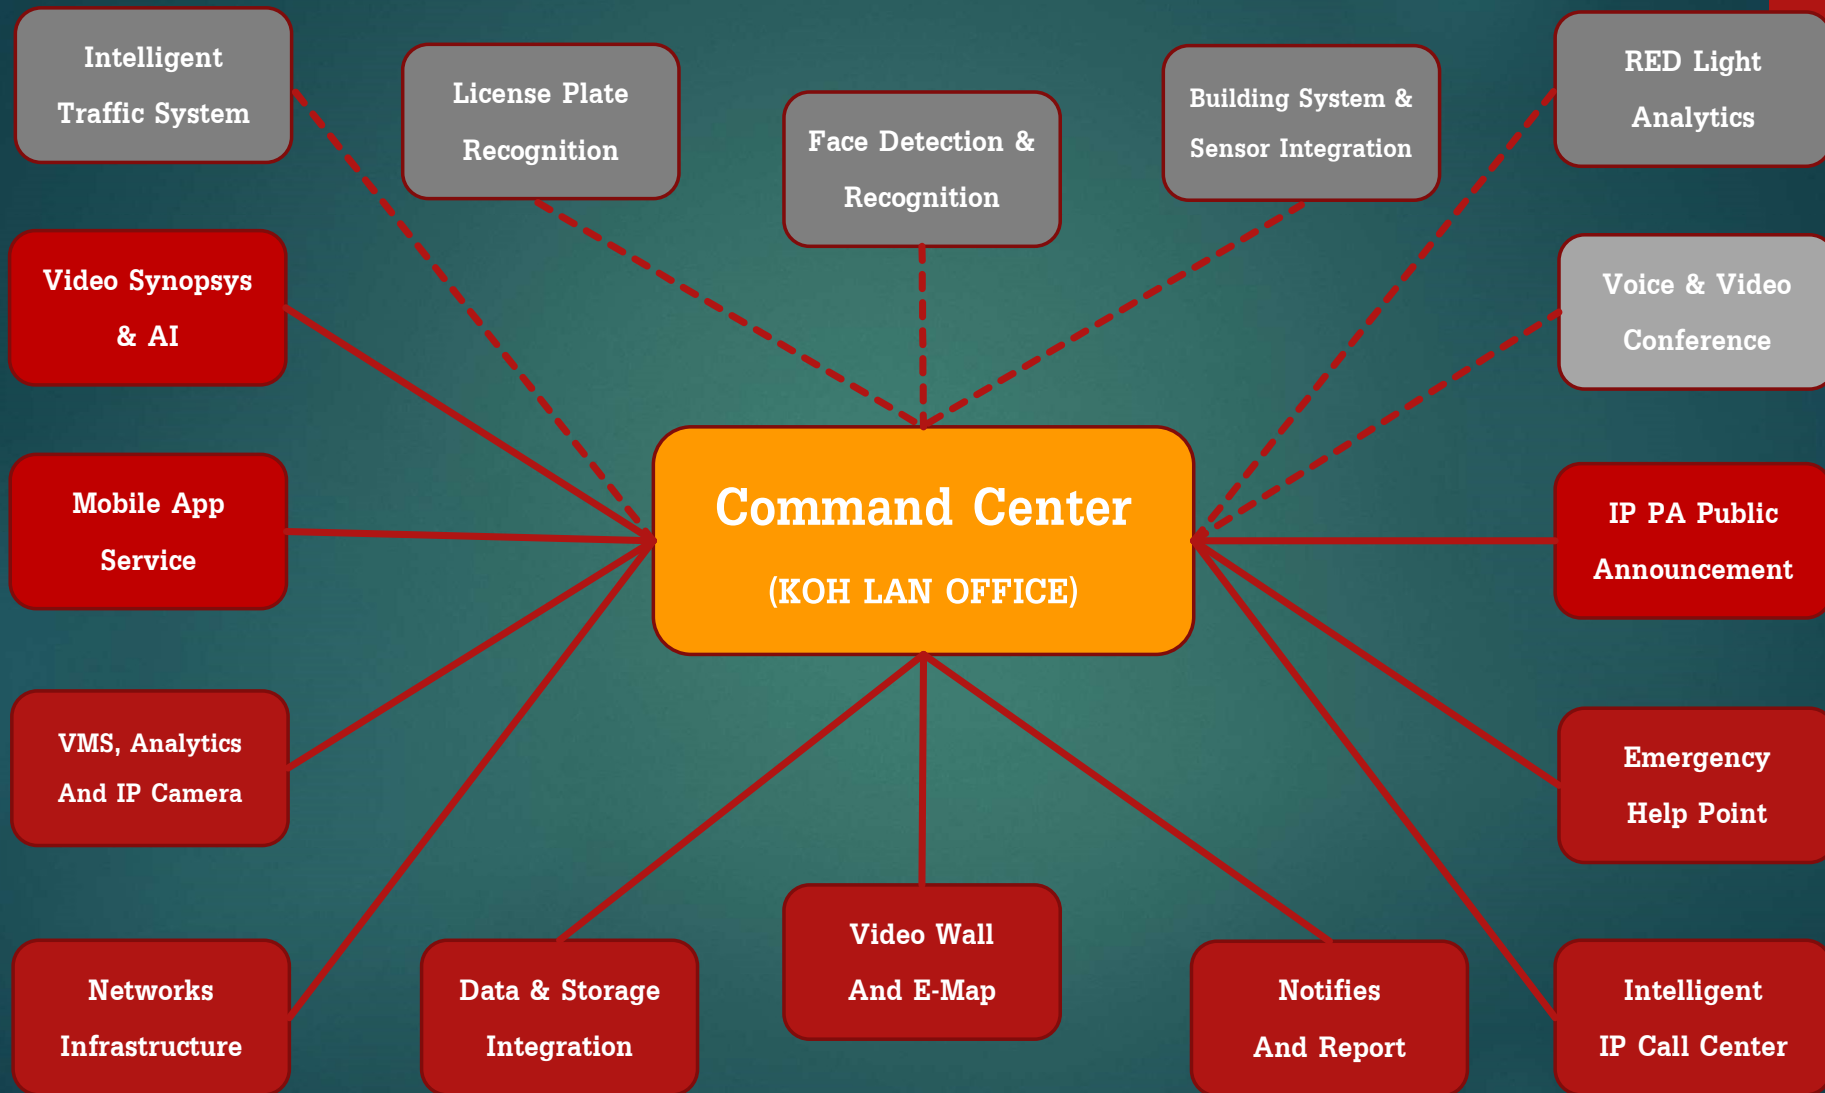 Intelligent
Traffic System
License Plate
Recognition
Face Detection &
Recognition
Building System &
Sensor Integration
RED Light
Analytics
Video Synopsys
& AI
Voice & Video
Conference
Mobile App
Service
Command Center
(KOH LAN OFFICE)
IP PA Public
Announcement
VMS, Analytics
And IP Camera
Emergency
Help Point
Networks
Infrastructure
Data & Storage
Integration
Video Wall
And E-Map
Notifies
And Report
Intelligent
IP Call Center